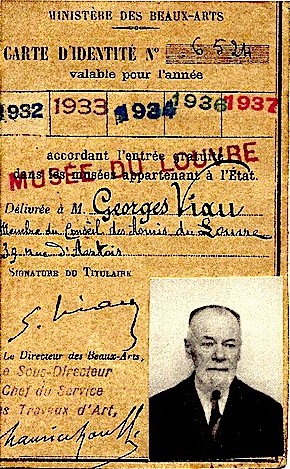 MINISTÈRE DES BEAUX-ARTS
CARTE D'IDENTITÉ N° 6524
valable pour l'année
1932 1933 1934 1936 1937
accordant l'entrée gratuite
dans les musées appartenant à l'État.
MUSÉE DU LOUVRE
Délivrée à M. Georges Viau
Membre du Conseil des Amis du Louvre
39 rue d'Artois
SIGNATURE DU TITULAIRE
G. Viau
Le Directeur des Beaux-Arts,
Le Sous-Directeur
Chef du Service
es Travaux d'Art,